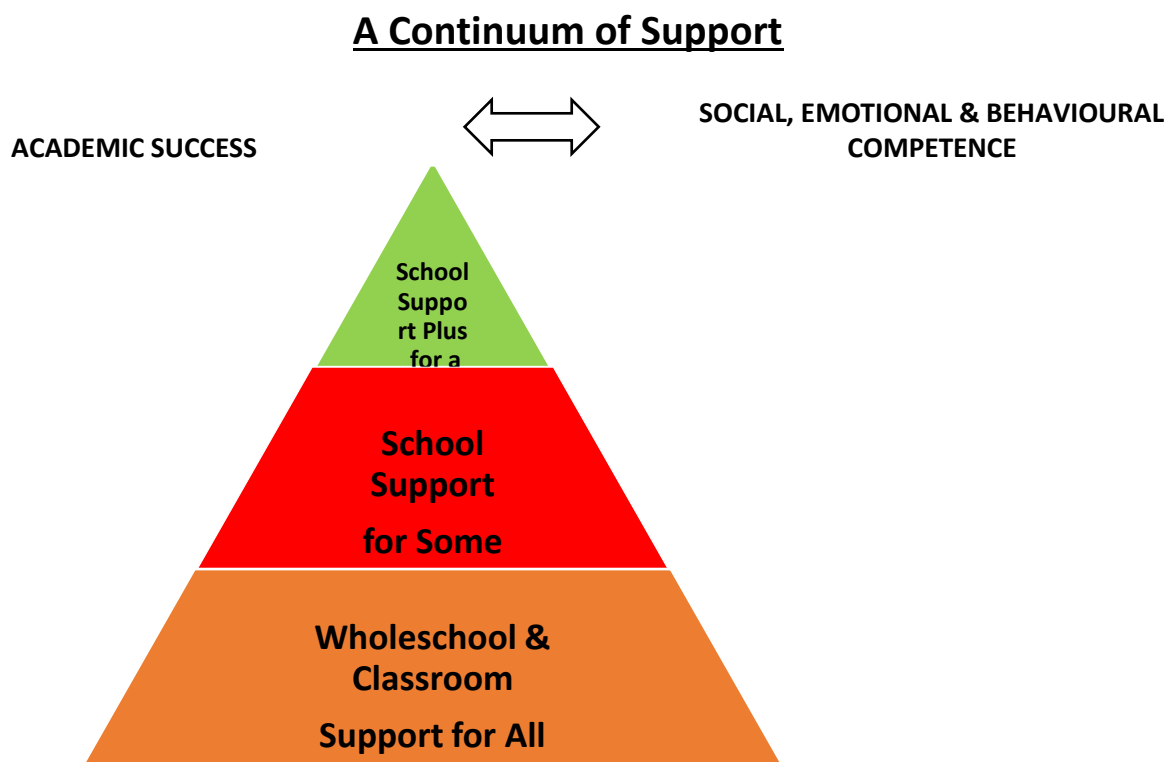 A Continuum of Support
SOCIAL, EMOTIONAL & BEHAVIOURAL
COMPETENCE
ACADEMIC SUCCESS
School
Suppo
rt Plus
for a
School
Support
for Some
Wholeschool &
Classroom
Support for All